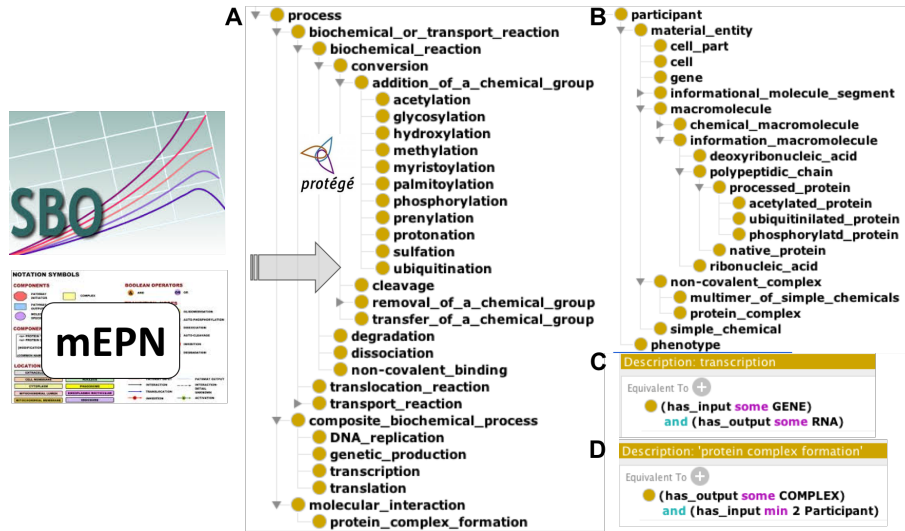 A
process
biochemical_or_transport_reaction
biochemical_reaction
conversion
addition_of_a_chemical_group
acetylation
glycosylation
hydroxylation
methylation
myristoylation
palmitoylation
phosphorylation
prenylation
protonation
sulfation
ubiquitination
cleavage
removal_of_a_chemical_group
transfer_of_a_chemical_group
degradation
dissociation
non-covalent_binding
translocation_reaction
transport_reaction
composite_biochemical_process
DNA_replication
genetic_production
transcription
translation
molecular_interaction
protein_complex_formation
protégé
SBO
NOTATION SYMBOLS
COMPONENTS
BOOLEAN OPERATORS
COMPLEX
mEPN
B
participant
material_entity
cell_part
cell
gene
informational_molecule_segment
macromolecule
chemical_macromolecule
information_macromolecule
deoxyribonucleic_acid
polypeptidic_chain
processed_protein
acetylated_protein
ubiquitinilated_protein
phosphorylatd_protein
native_protein
ribonucleic_acid
non-covalent_complex
multimer_of_simple_chemicals
protein_complex
simple_chemical
phenotype
C
Description: transcription
Equivalent To
(has_input some GENE)
and (has_output some RNA)
D
Description: 'protein complex formation'
Equivalent To
(has_output some COMPLEX)
and (has_input min 2 Participant)